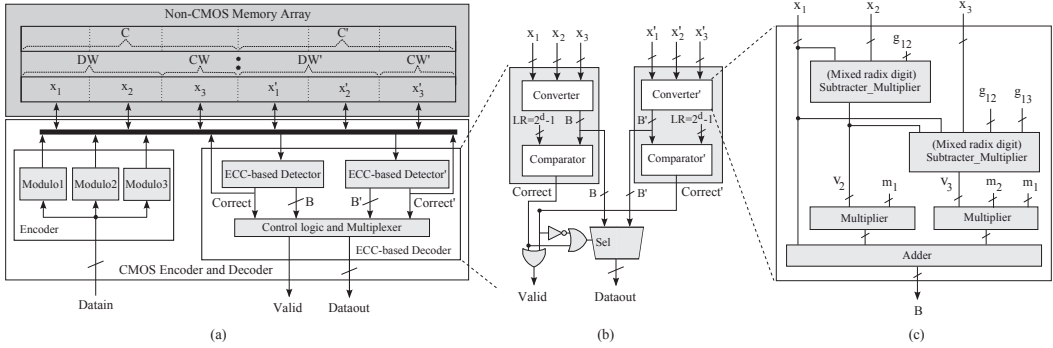 Non-CMOS Memory Array
C
C'
DW
CW
DW'
CW'
x1
x2
x3
x'1
x'2
x'3
Modulo1
Modulo2
Modulo3
Encoder
ECC-based Detector
ECC-based Detector'
Correct
B
B'
Correct'
Control logic and Multiplexer
ECC-based Decoder
CMOS Encoder and Decoder
Datain
Valid
Dataout
(a)
x1
x2
x3
x'1
x'2
x'3
Converter
Converter'
LR=2^d-1
B
B'
LR=2^d-1
Comparator
Comparator'
Correct
Correct'
B
B'
Sel
Valid
Dataout
(b)
x1
x2
x3
g12
(Mixed radix digit)
Subtracter_Multiplier
g12
g13
(Mixed radix digit)
Subtracter_Multiplier
v2
m1
v3
m2
m1
Multiplier
Multiplier
Adder
B
(c)